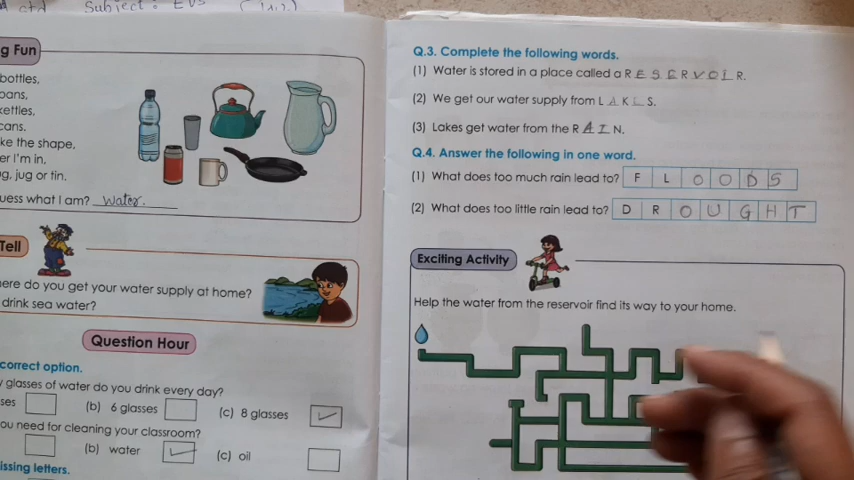 Subject : EVS
g Fun
bottles,
pans,
kettles,
cans.
ke the shape.
er I'm in,
g, jug or tin.
uess what I am? Water.
Tell
ere do you get your water supply at home?
drink sea water?
Question Hour
correct option.
y glasses of water do you drink every day?
ses (b) 6 glasses (c) 8 glasses ✓
ou need for cleaning your classroom?
(b) water ✓ (c) oil
issing letters.
Q.3. Complete the following words.
(1) Water is stored in a place called a R E S E R V O I R.
(2) We get our water supply from L A K E S.
(3) Lakes get water from the R A I N.
Q.4. Answer the following in one word.
(1) What does too much rain lead to? F L O O D S
(2) What does too little rain lead to? D R O U G H T
Exciting Activity
Help the water from the reservoir find its way to your home.